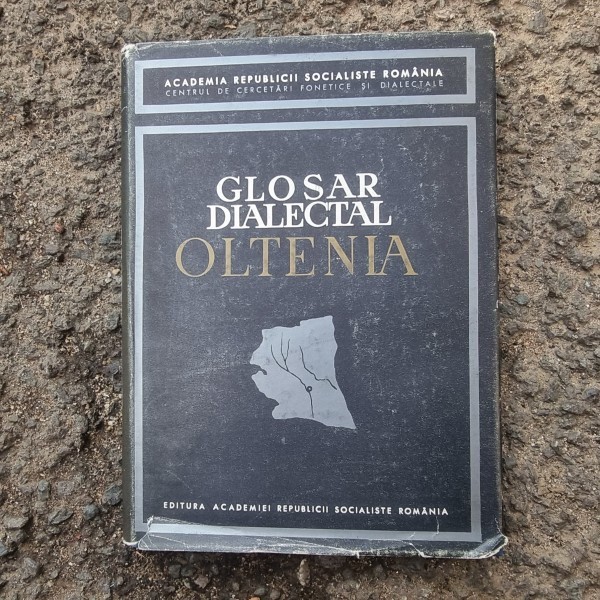 ACADEMIA REPUBLICII SOCIALISTE ROMÂNIA
CENTRUL DE CERCETĂRI FONETICE ȘI DIALECTALE
GLOSAR
DIALECTAL
OLTENIA
EDITURA ACADEMIEI REPUBLICII SOCIALISTE ROMÂNIA